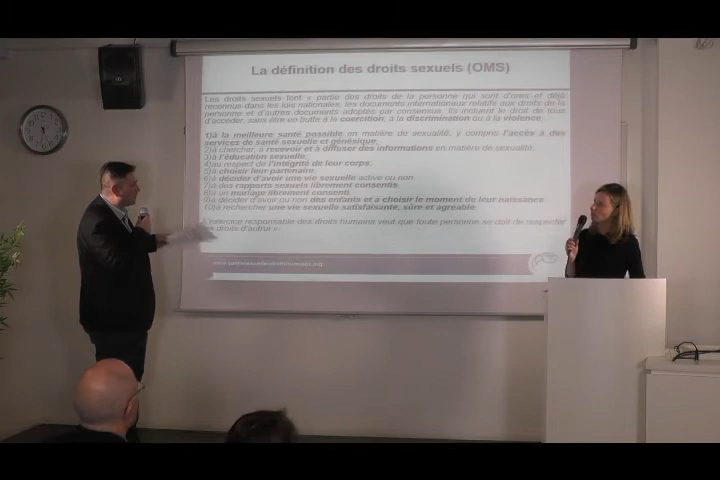 La définition des droits sexuels (OMS)
Les droits sexuels font « partie des droits de la personne qui sont d'ores et déjà
reconnus dans les lois nationales, les documents internationaux relatifs aux droits de la
personne et d'autres documents adoptés par consensus. Ils incluent le droit de tous
d'accéder, sans être en butte à la coercition, à la discrimination ou à la violence,
1)à la meilleure santé possible en matière de sexualité, y compris l'accès à des
services de santé sexuelle et génésique,
2)à chercher, à recevoir et à diffuser des informations en matière de sexualité,
3)à l'éducation sexuelle,
4)au respect de l'intégrité de leur corps,
5)à choisir leur partenaire,
6)à décider d'avoir une vie sexuelle active ou non,
7)à des rapports sexuels librement consentis,
8)à un mariage librement consenti,
9)à décider d'avoir ou non des enfants et à choisir le moment de leur naissance,
10)à rechercher une vie sexuelle satisfaisante, sûre et agréable.
L'exercice responsable des droits humains veut que toute personne se doit de respecter
les droits d'autrui ».